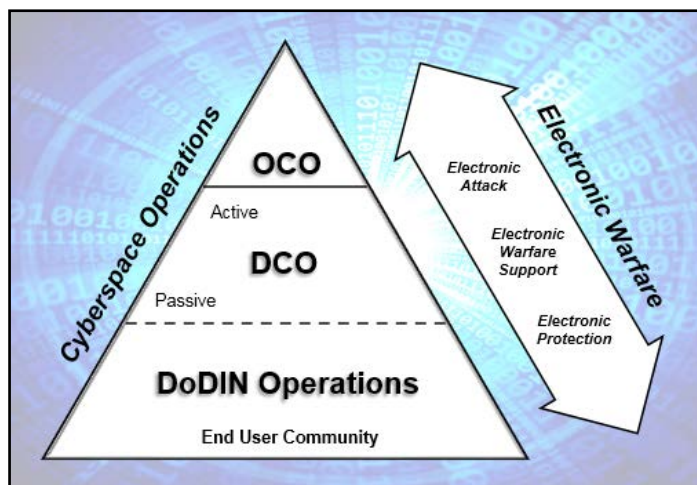 Cyberspace Operations
OCO
Active
DCO
Passive
DoDIN Operations
End User Community
Electronic Warfare
Electronic
Attack
Electronic
Warfare
Support
Electronic
Protection